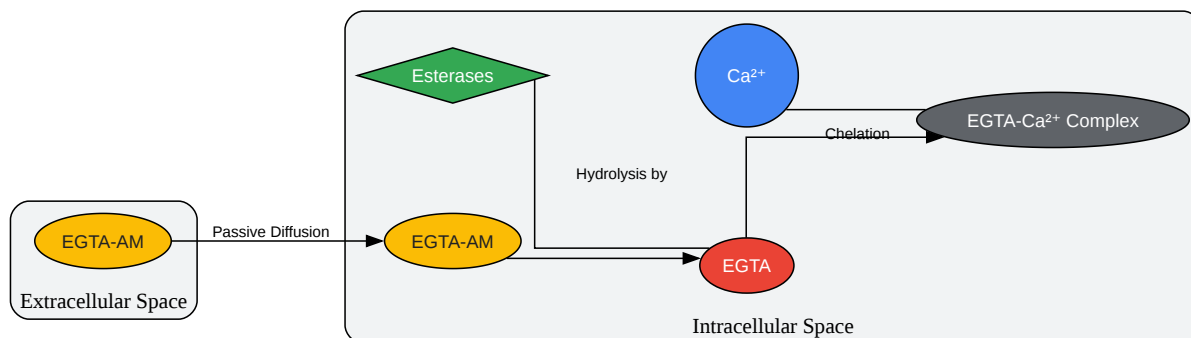 EGTA-AM
Extracellular Space
Passive Diffusion
Esterases
Ca²⁺
EGTA-Ca²⁺ Complex
Chelation
Hydrolysis by
EGTA-AM
EGTA
Intracellular Space